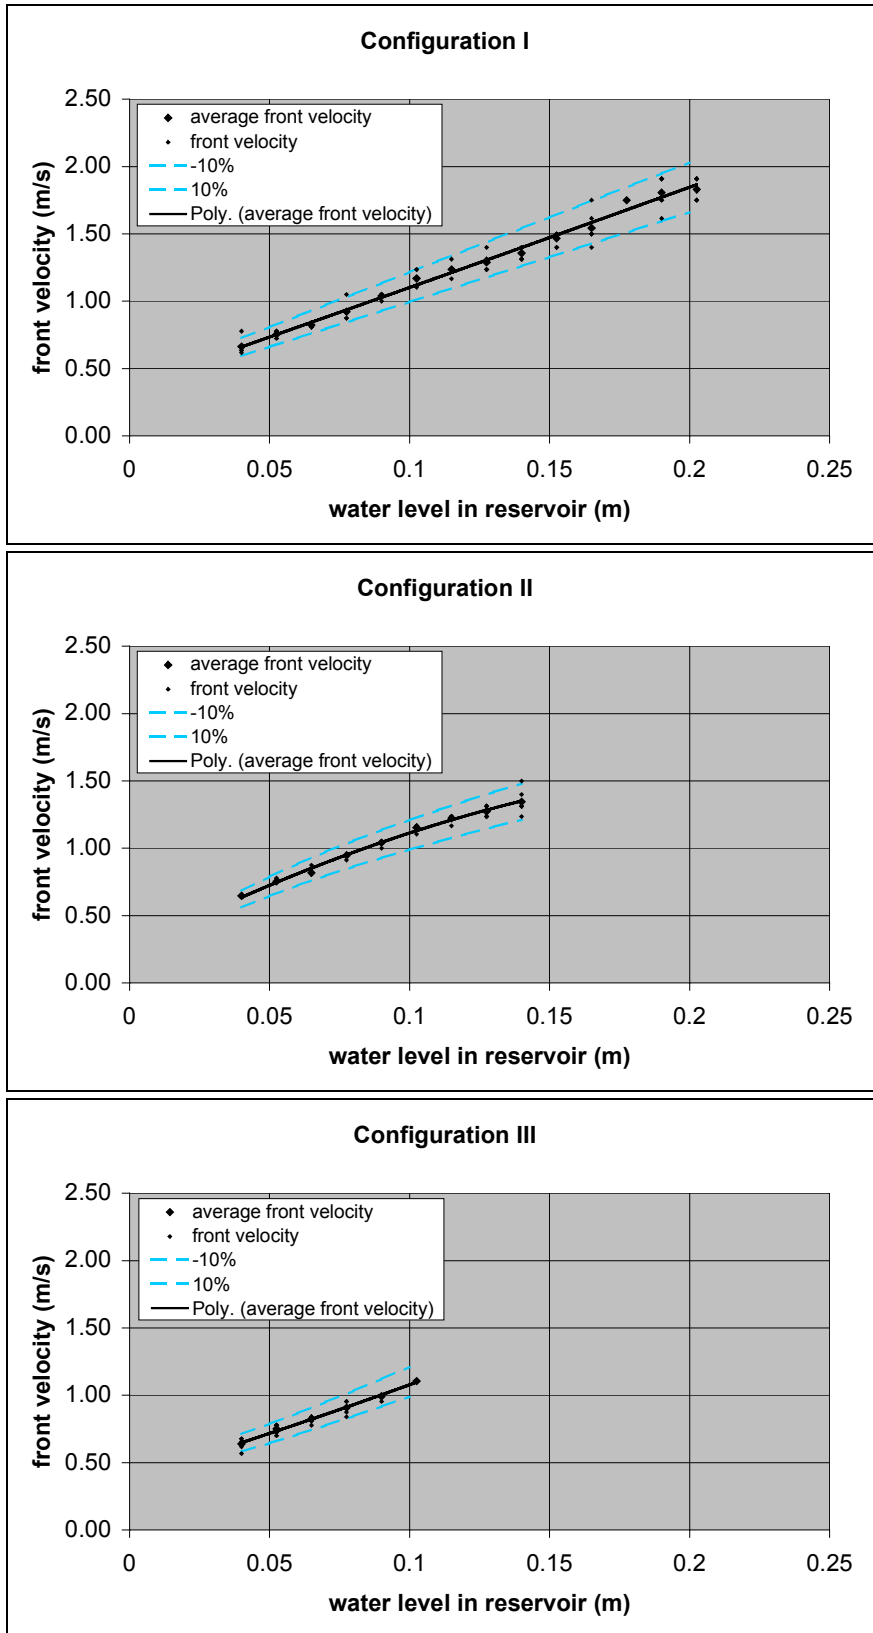 Configuration I
2.50
2.00
1.50
1.00
0.50
0.00
front velocity (m/s)
average front velocity
front velocity
-10%
10%
Poly. (average front velocity)
0 0.05 0.1 0.15 0.2 0.25
water level in reservoir (m)
Configuration II
2.50
2.00
1.50
1.00
0.50
0.00
front velocity (m/s)
average front velocity
front velocity
-10%
10%
Poly. (average front velocity)
0 0.05 0.1 0.15 0.2 0.25
water level in reservoir (m)
Configuration III
2.50
2.00
1.50
1.00
0.50
0.00
front velocity (m/s)
average front velocity
front velocity
-10%
10%
Poly. (average front velocity)
0 0.05 0.1 0.15 0.2 0.25
water level in reservoir (m)